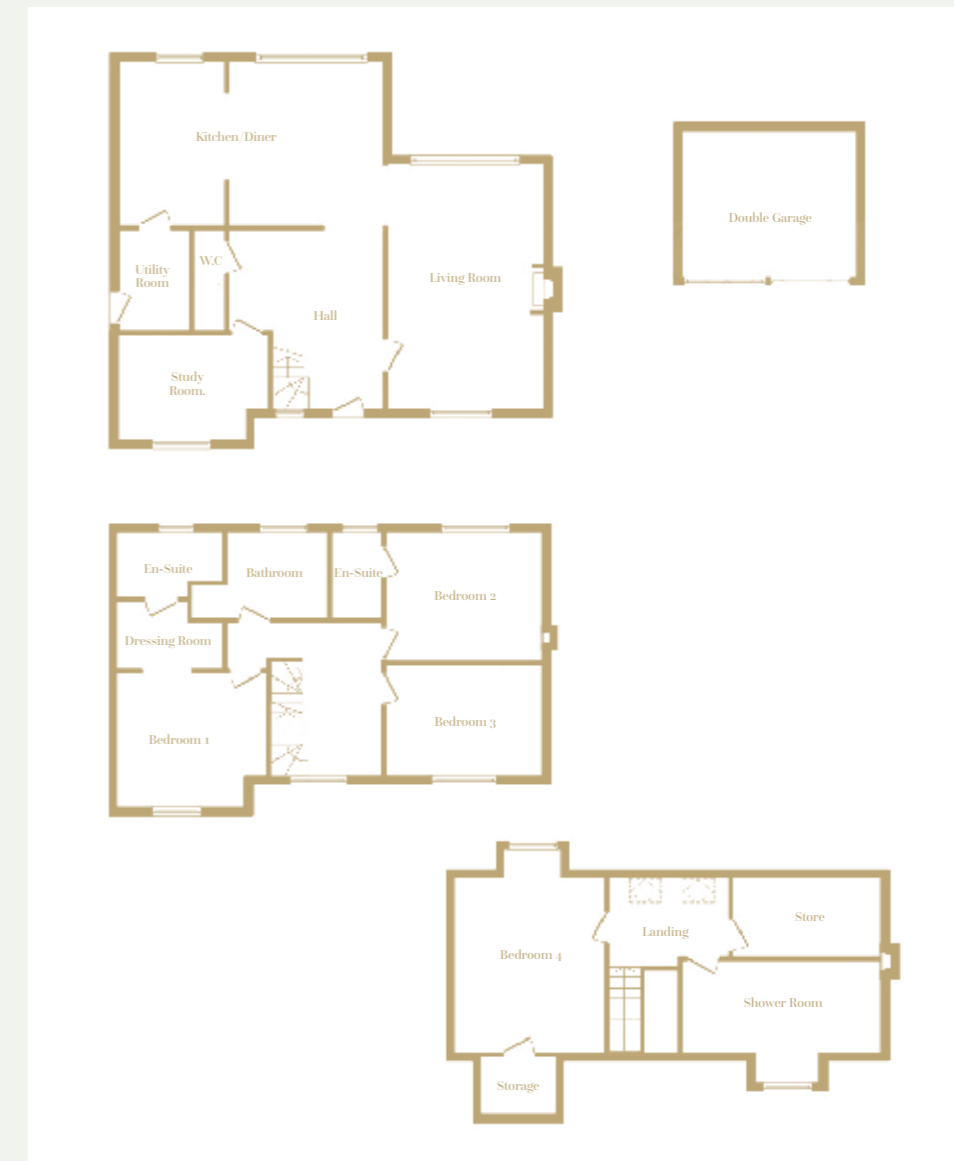 Kitchen/Diner
Double Garage
W.C
Utility
Room
Living Room
Hall
Study
Room.
En-Suite
Bathroom
En-Suite
Bedroom 2
Dressing Room
Bedroom 1
Bedroom 3
Store
Landing
Bedroom 4
Shower Room
Storage